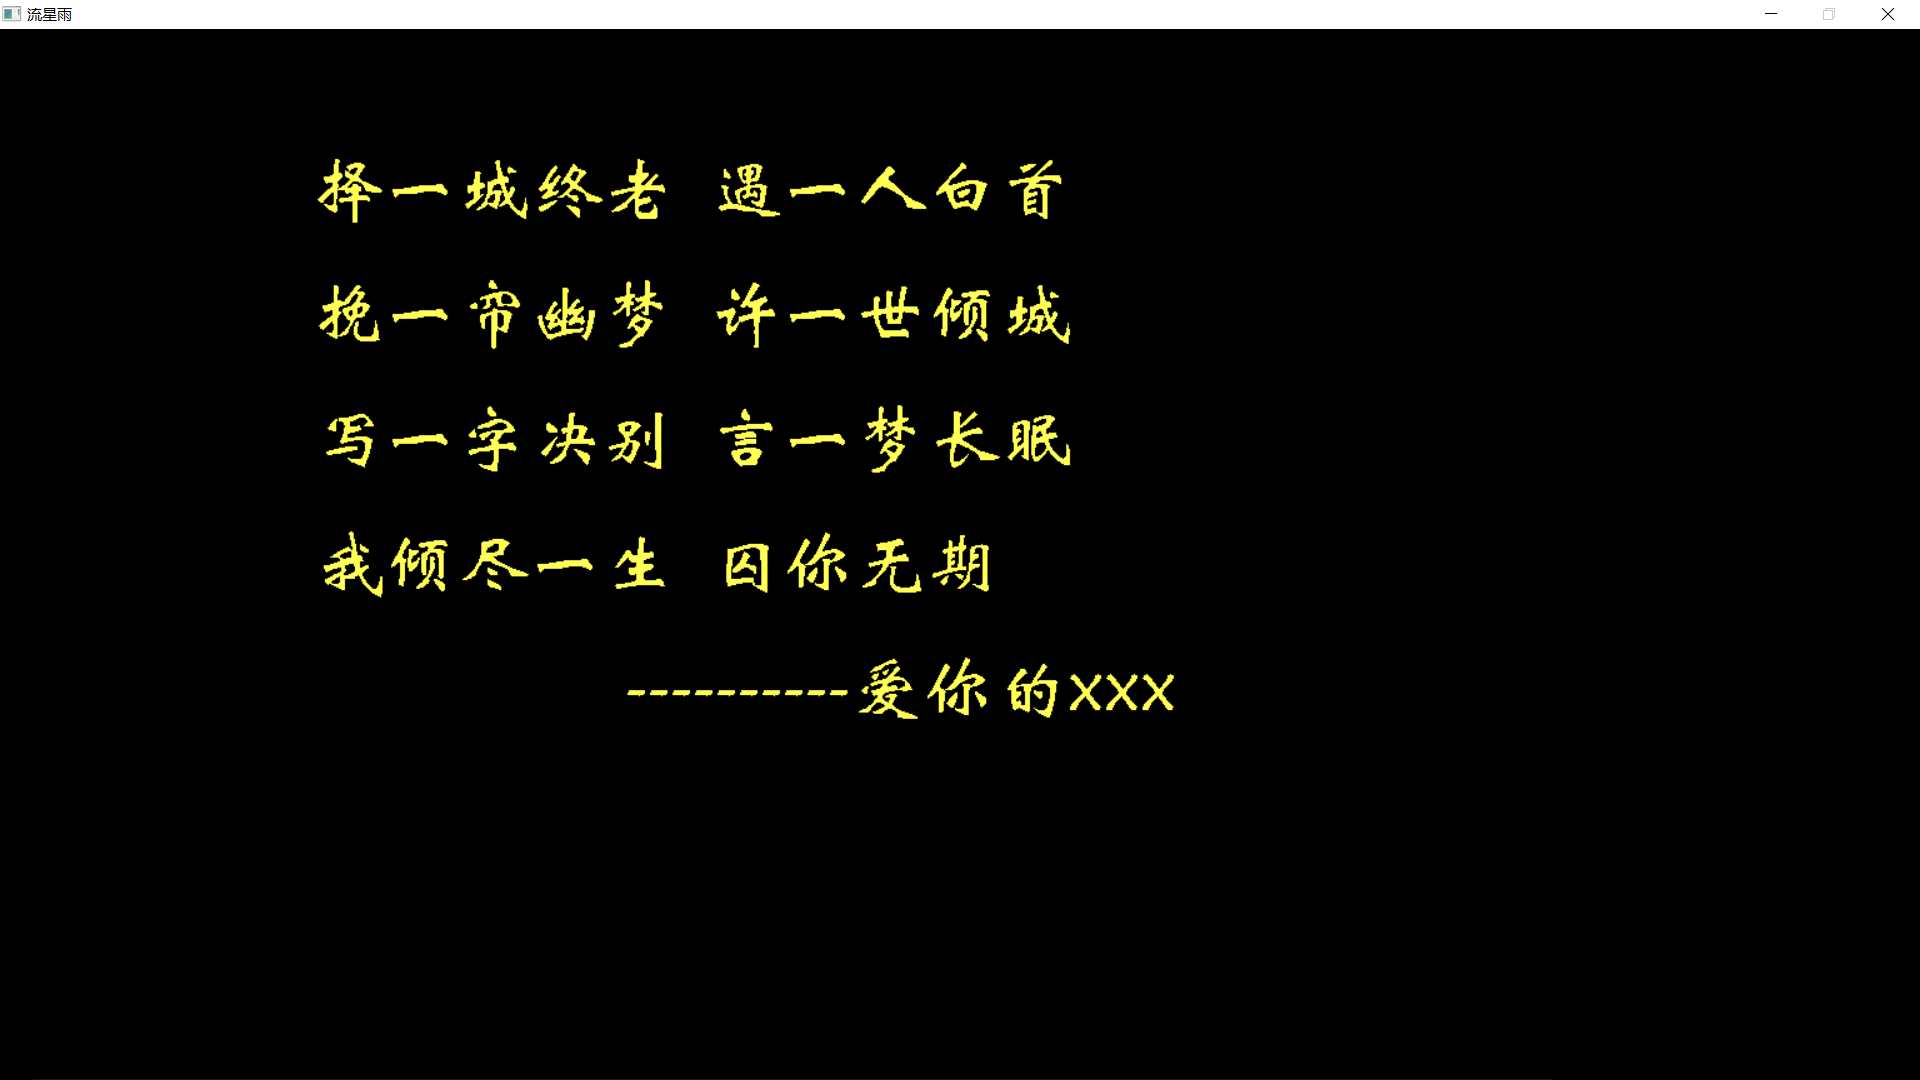 流星雨
择一城终老 遇一人白首
挽一帘幽梦 许一世倾城
写一字决别 言一梦长眠
我倾尽一生 囚你无期
----------爱你的XXX